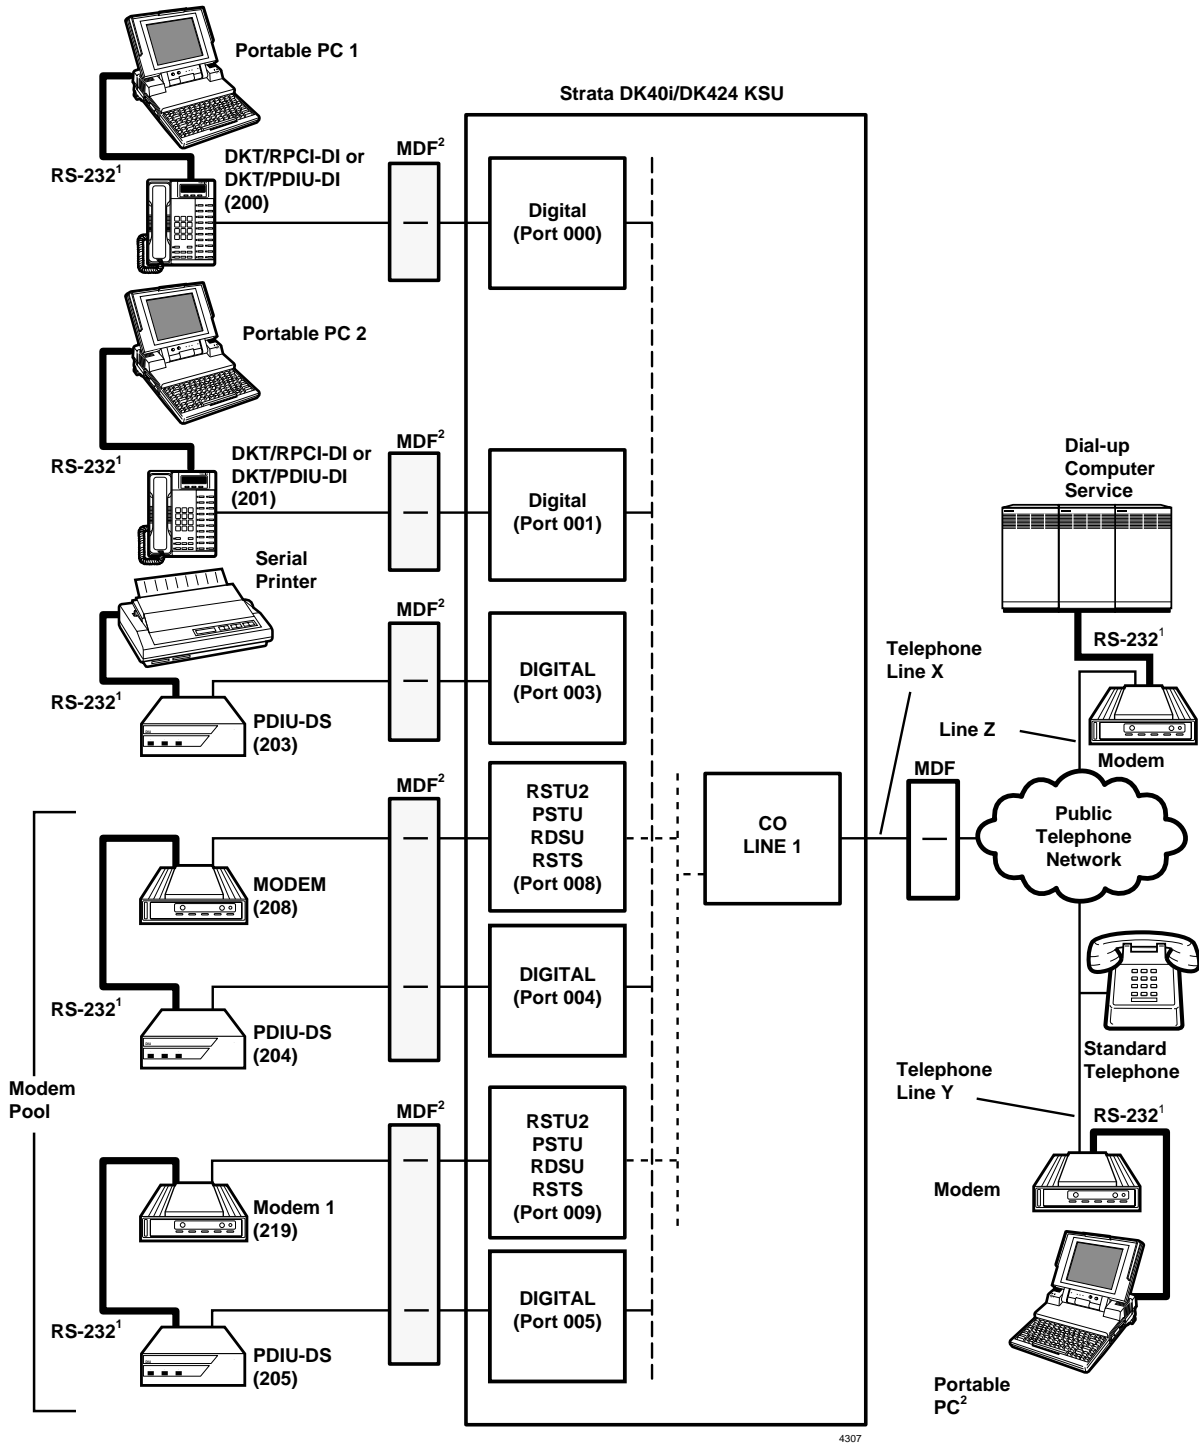 Portable PC 1
Strata DK40i/DK424 KSU
RS-232¹
DKT/RPCI-DI or
DKT/PDIU-DI
(200)
MDF²
Digital
(Port 000)
Portable PC 2
RS-232¹
DKT/RPCI-DI or
DKT/PDIU-DI
(201)
MDF²
Digital
(Port 001)
Serial
Printer
RS-232¹
PDIU-DS
(203)
MDF²
DIGITAL
(Port 003)
Modem
Pool
MODEM
(208)
MDF²
RSTU2
PSTU
RDSU
RSTS
(Port 008)
RS-232¹
PDIU-DS
(204)
DIGITAL
(Port 004)
Modem 1
(219)
MDF²
RSTU2
PSTU
RDSU
RSTS
(Port 009)
RS-232¹
PDIU-DS
(205)
DIGITAL
(Port 005)
CO
LINE 1
Telephone
Line X
MDF
Dial-up
Computer
Service
RS-232¹
Line Z
Modem
Public
Telephone
Network
Standard
Telephone
Telephone
Line Y
RS-232¹
Modem
Portable
PC²
4307